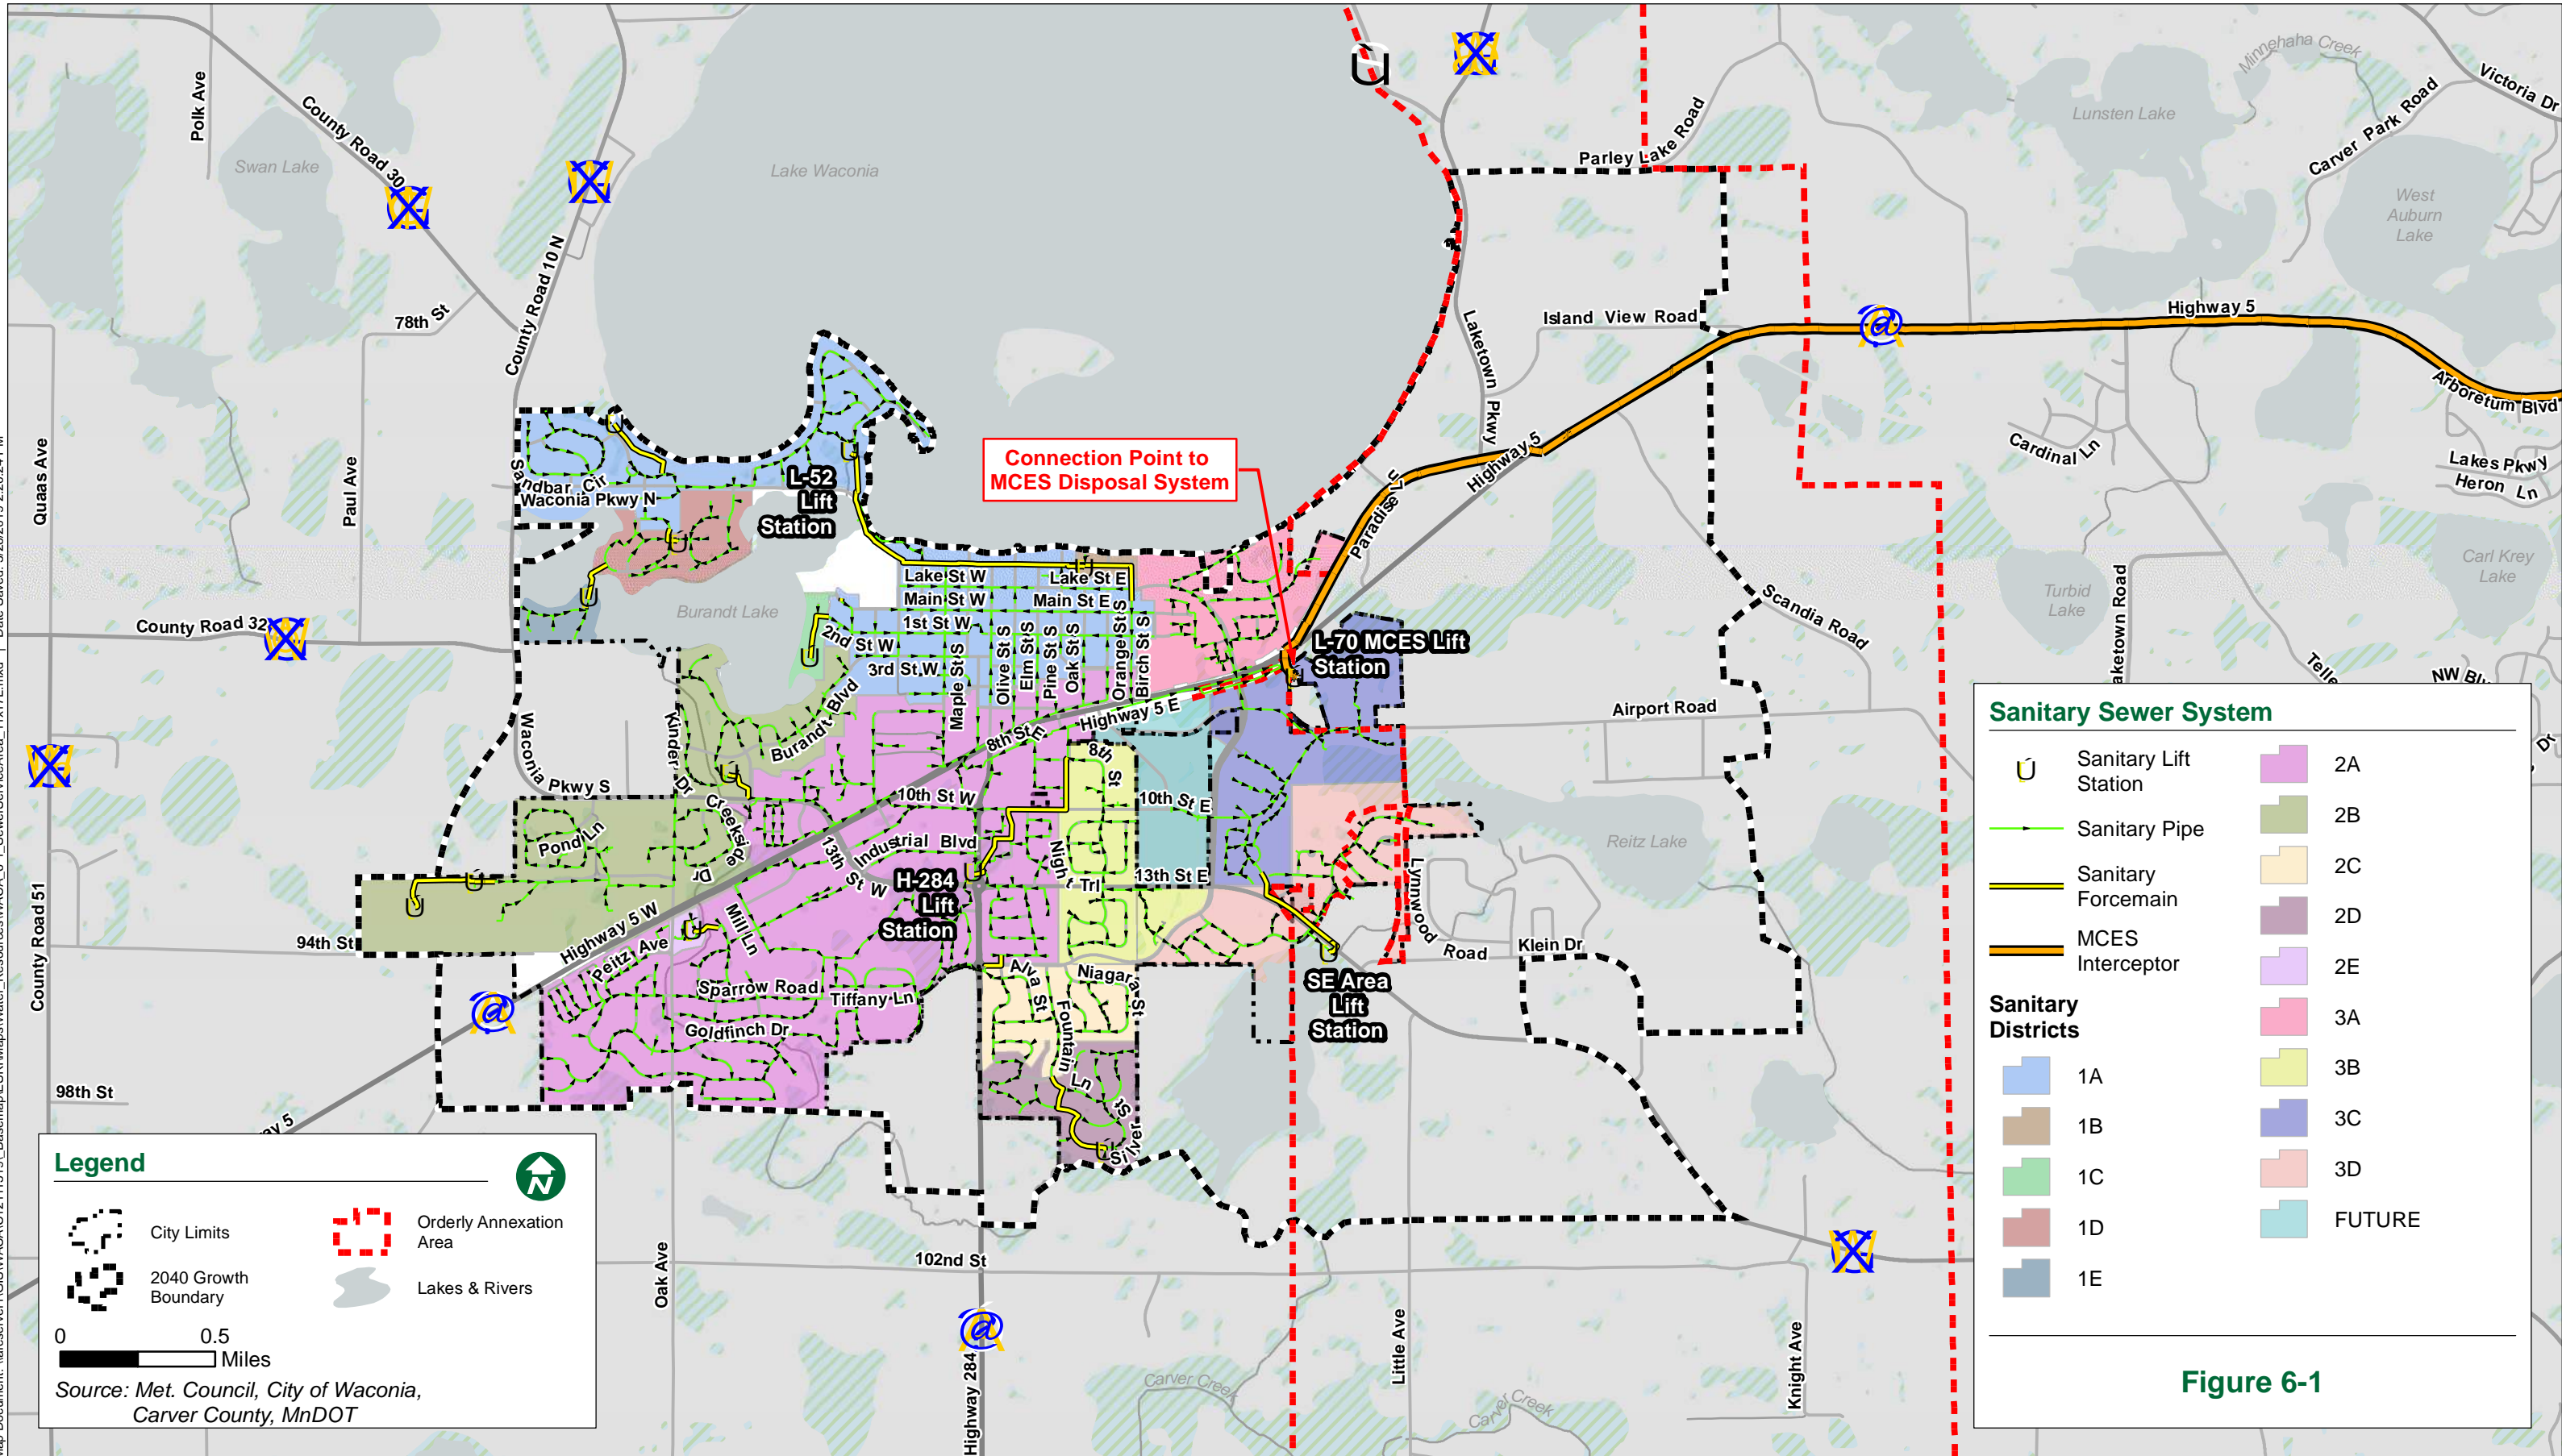 Polk Ave
County Road 30
Swan Lake
Lake Waconia
County Road 10 N
78th St
Quaas Ave
Paul Ave
Parley Lake Road
Minnehaha Creek
Victoria Dr
Lunsten Lake
Carver Park Road
West
Auburn
Lake
Island View Road
Highway 5
Laketown Pkwy
Arboretum Blvd
Highway 5
Cardinal Ln
Lakes Pkwy
Heron Ln
Connection Point to
MCES Disposal System
Paradise Ln
Sandbar Cir
Waconia Pkwy N
L-52
Lift
Station
Lake St W
Lake St E
Main St W
Main St E
1st St W
2nd St W
3rd St W
Maple St S
Olive St S
Elm St S
Pine St S
Oak St S
Orange St S
Birch St S
Burandt Lake
County Road 32
L-70 MCES Lift
Station
Turbid
Lake
Carl Krey
Lake
Scandia Road
Airport Road
Highway 5 E
8th St E
8th St
Burandt Blvd
Kinder Dr
Waconia Pkwy S
Creekside Dr
Pond Ln
10th St W
10th St E
Industrial Blvd
13th St W
13th St E
Night Trl
H-284
Lift
Station
Reitz Lake
Lynnwood Road
Klein Dr
Highway 5 W
Peitz Ave
Mill Ln
94th St
County Road 51
Sparrow Road
Tiffany Ln
Goldfinch Dr
Alva St
Niagara St
Fountain Ln
Silver St
SE Area
Lift
Station
98th St
102nd St
Oak Ave
Highway 284
Little Ave
Knight Ave
Carver Creek
Carver Creek
Legend
N
City Limits
Orderly Annexation
Area
2040 Growth
Boundary
Lakes & Rivers
0 0.5
Miles
Source: Met. Council, City of Waconia,
Carver County, MnDOT
Sanitary Sewer System
Sanitary Lift
Station
Sanitary Pipe
Sanitary
Forcemain
MCES
Interceptor
Sanitary
Districts
1A
1B
1C
1D
1E
2A
2B
2C
2D
2E
3A
3B
3C
3D
FUTURE
Figure 6-1